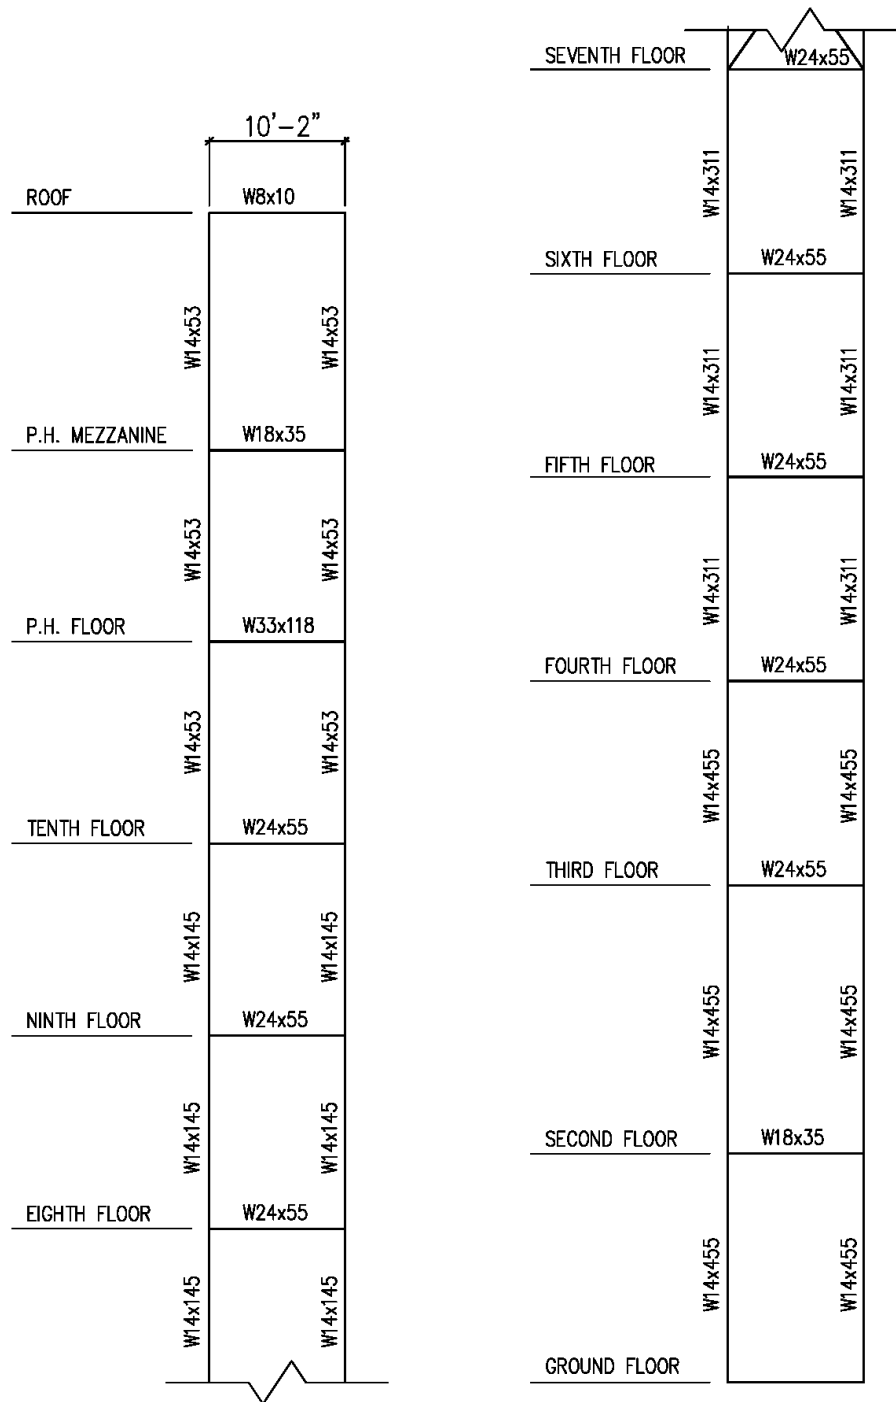 10'-2"
ROOF W8x10
W14x53 W14x53
P.H. MEZZANINE W18x35
W14x53 W14x53
P.H. FLOOR W33x118
W14x53 W14x53
TENTH FLOOR W24x55
W14x145 W14x145
NINTH FLOOR W24x55
W14x145 W14x145
EIGHTH FLOOR W24x55
W14x145 W14x145
SEVENTH FLOOR W24x55
W14x311 W14x311
SIXTH FLOOR W24x55
W14x311 W14x311
FIFTH FLOOR W24x55
W14x311 W14x311
FOURTH FLOOR W24x55
W14x455 W14x455
THIRD FLOOR W24x55
W14x455 W14x455
SECOND FLOOR W18x35
W14x455 W14x455
GROUND FLOOR